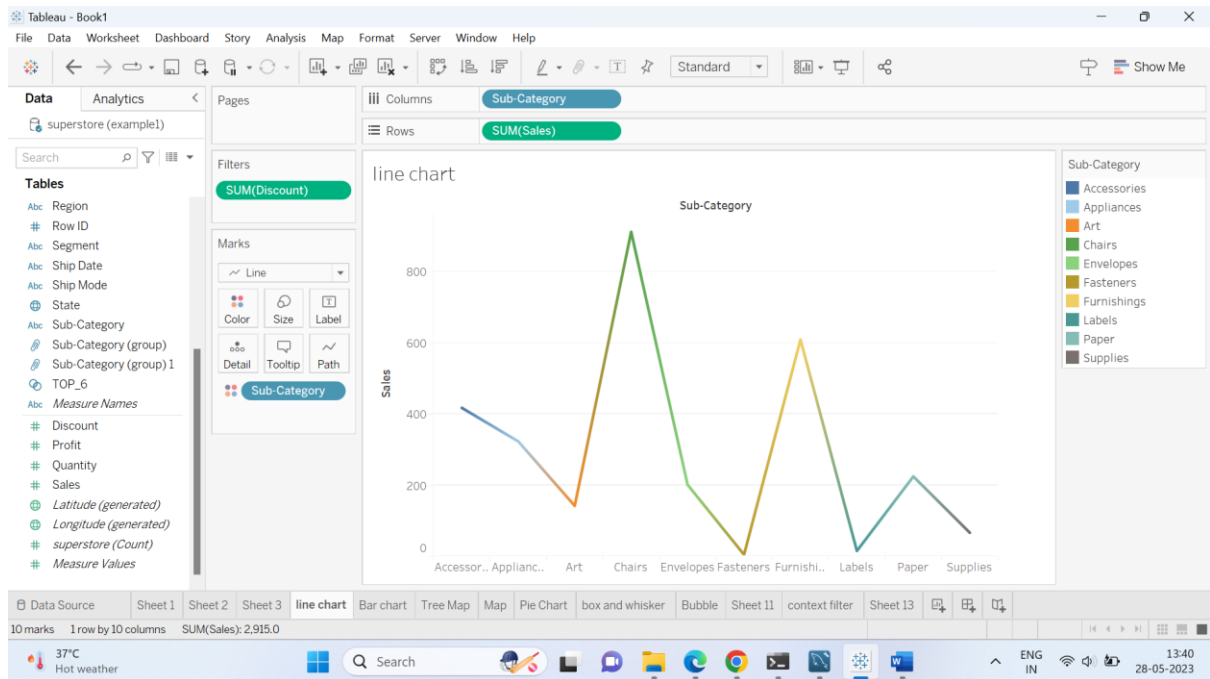 Tableau - Book1
File Data Worksheet Dashboard Story Analysis Map Format Server Window Help
Standard
Show Me
Data Analytics
superstore (example1)
Search
Tables
Abc Region
# Row ID
Abc Segment
Abc Ship Date
Abc Ship Mode
State
Abc Sub-Category
Sub-Category (group)
Sub-Category (group) 1
TOP_6
Abc Measure Names
# Discount
# Profit
# Quantity
# Sales
Latitude (generated)
Longitude (generated)
# superstore (Count)
# Measure Values
Pages
Filters
SUM(Discount)
Marks
Line
Color Size Label
Detail Tooltip Path
Sub-Category
Columns Sub-Category
Rows SUM(Sales)
line chart
Sub-Category
Sales
800
600
400
200
0
Accessor.. Applianc.. Art Chairs Envelopes Fasteners Furnishi.. Labels Paper Supplies
Sub-Category
Accessories
Appliances
Art
Chairs
Envelopes
Fasteners
Furnishings
Labels
Paper
Supplies
Data Source Sheet 1 Sheet 2 Sheet 3 line chart Bar chart Tree Map Map Pie Chart box and whisker Bubble Sheet 11 context filter Sheet 13
10 marks 1 row by 10 columns SUM(Sales): 2,915.0
37°C
Hot weather
Search
ENG
IN
13:40
28-05-2023